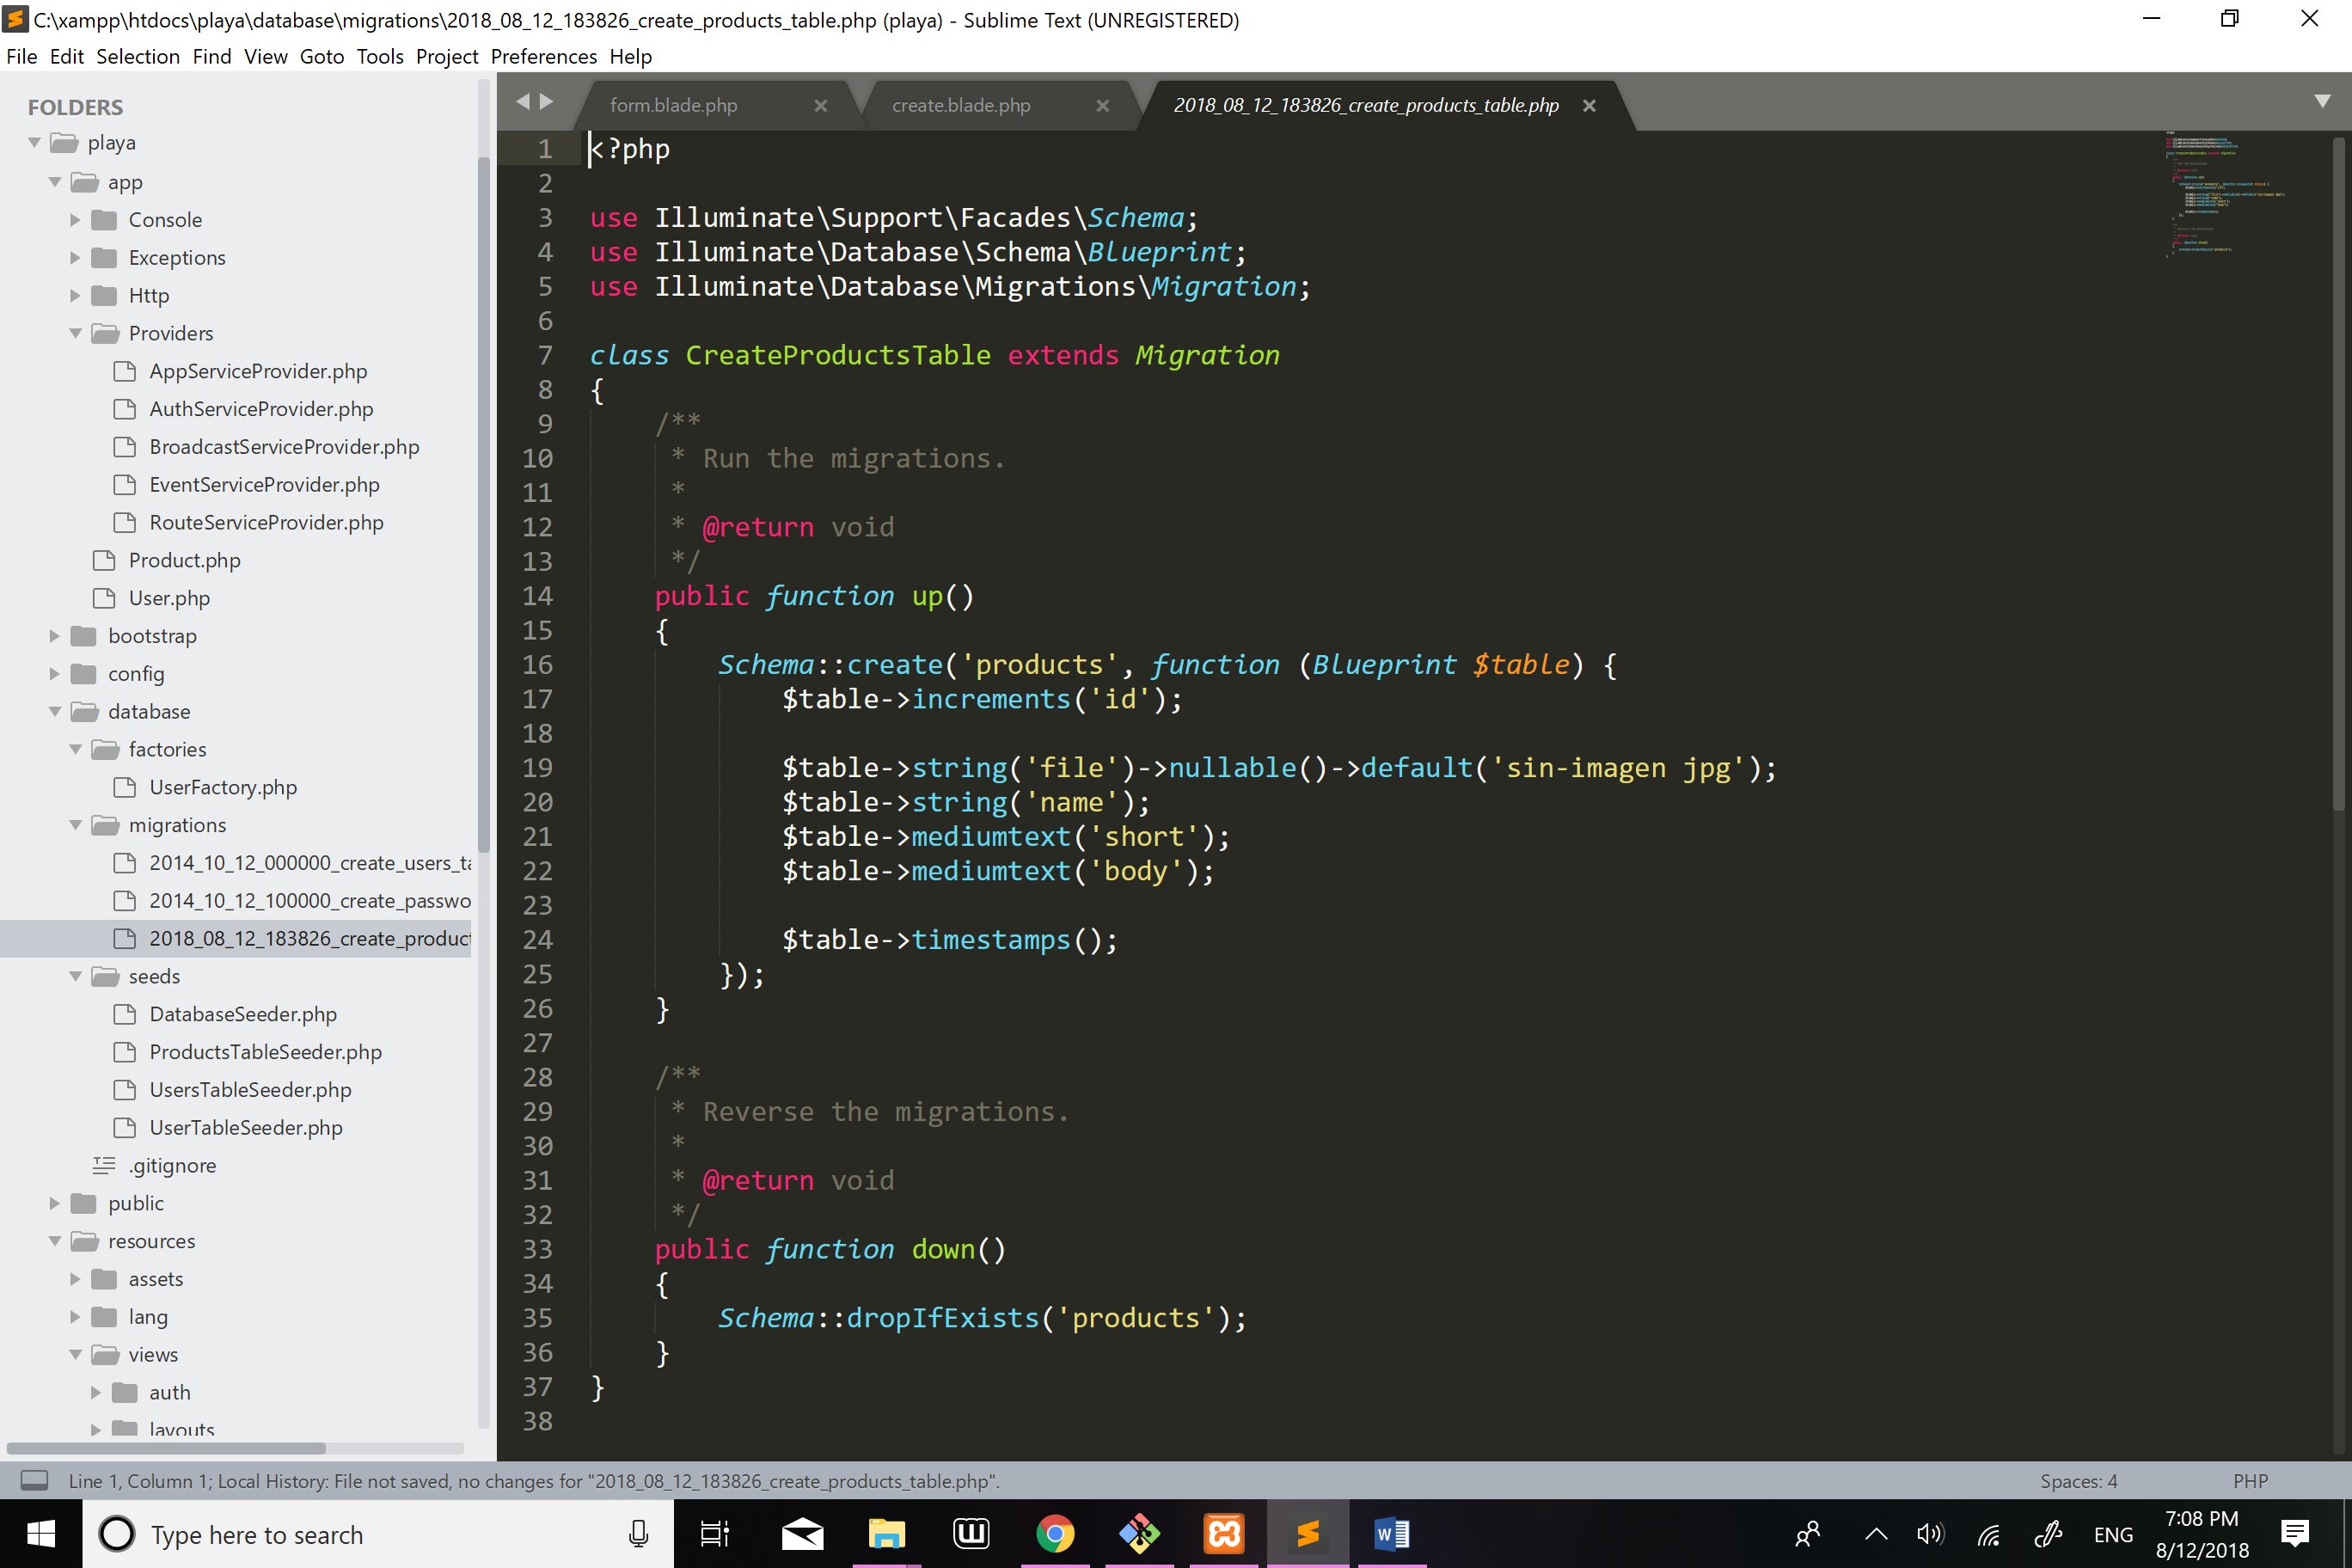 C:\xampp\htdocs\playa\database\migrations\2018_08_12_183826_create_products_table.php (playa) - Sublime Text (UNREGISTERED)
File Edit Selection Find View Goto Tools Project Preferences Help
FOLDERS
playa
app
Console
Exceptions
Http
Providers
AppServiceProvider.php
AuthServiceProvider.php
BroadcastServiceProvider.php
EventServiceProvider.php
RouteServiceProvider.php
Product.php
User.php
bootstrap
config
database
factories
UserFactory.php
migrations
2014_10_12_000000_create_users_ta
2014_10_12_100000_create_passwo
2018_08_12_183826_create_product
seeds
DatabaseSeeder.php
ProductsTableSeeder.php
UsersTableSeeder.php
UserTableSeeder.php
.gitignore
public
resources
assets
lang
views
auth
layouts
form.blade.php create.blade.php 2018_08_12_183826_create_products_table.php
1 <?php
2
3 use Illuminate\Support\Facades\Schema;
4 use Illuminate\Database\Schema\Blueprint;
5 use Illuminate\Database\Migrations\Migration;
6
7 class CreateProductsTable extends Migration
8 {
9 /**
10 * Run the migrations.
11 *
12 * @return void
13 */
14 public function up()
15 {
16 Schema::create('products', function (Blueprint $table) {
17 $table->increments('id');
18
19 $table->string('file')->nullable()->default('sin-imagen jpg');
20 $table->string('name');
21 $table->mediumtext('short');
22 $table->mediumtext('body');
23
24 $table->timestamps();
25 });
26 }
27
28 /**
29 * Reverse the migrations.
30 *
31 * @return void
32 */
33 public function down()
34 {
35 Schema::dropIfExists('products');
36 }
37 }
38
Line 1, Column 1; Local History: File not saved, no changes for "2018_08_12_183826_create_products_table.php". Spaces: 4 PHP
Type here to search
ENG
7:08 PM
8/12/2018